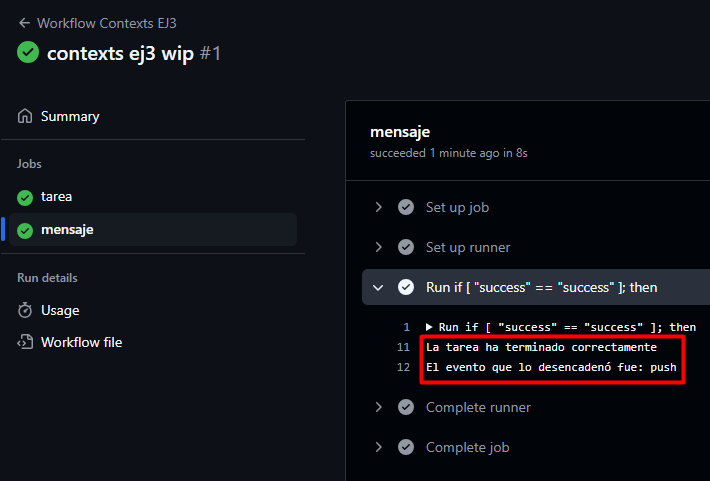 Workflow Contexts EJ3
contexts ej3 wip #1
Summary
Jobs
tarea
mensaje
Run details
Usage
Workflow file
mensaje
succeeded 1 minute ago in 8s
Set up job
Set up runner
Run if [ "success" == "success" ]; then
1 Run if [ "success" == "success" ]; then
11 La tarea ha terminado correctamente
12 El evento que lo desencadenó fue: push
Complete runner
Complete job